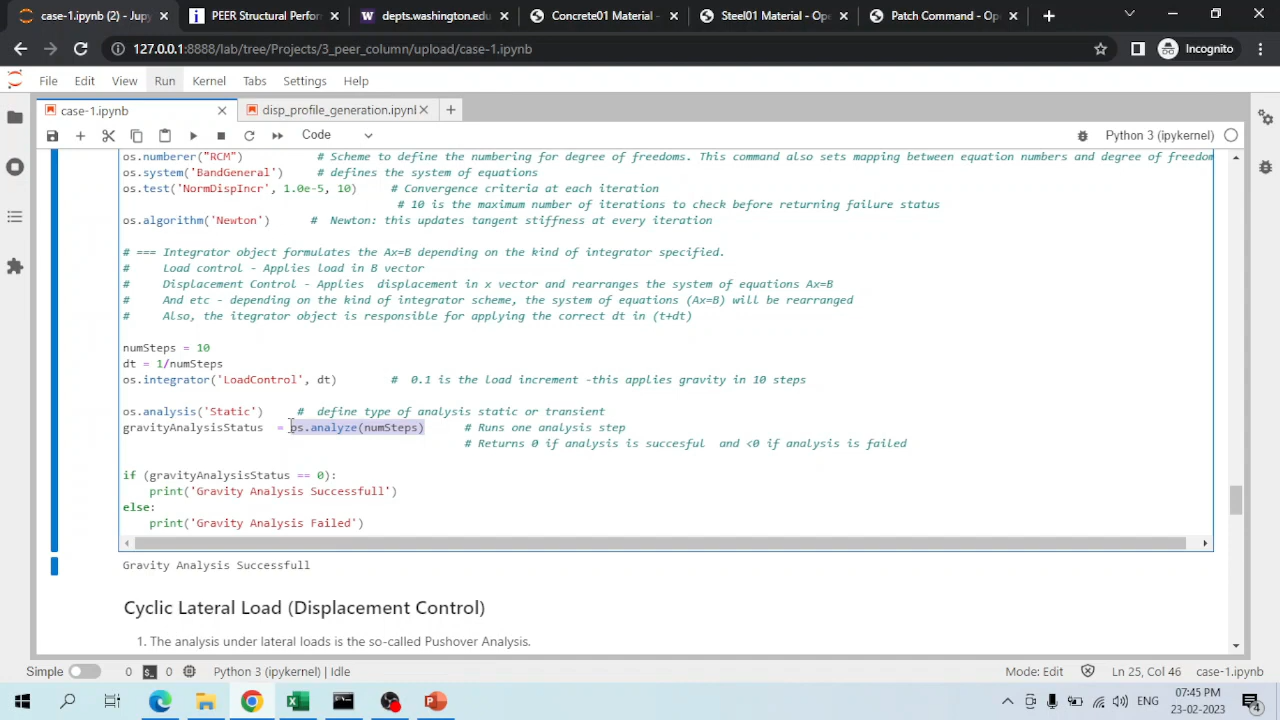 case-1 (2) - Jupyt
PEER Structural Perfor
depts.washington.edu
Concrete01 Material -
Steel01 Material - Ope
Patch Command - Ope
127.0.0.1:8888/lab/tree/Projects/3_peer_column/upload/case-1.ipynb
Incognito
File Edit View Run Kernel Tabs Settings Help
case-1.ipynb
disp_profile_generation.ipynl
Code
Python 3 (ipykernel)
os.numberer("RCM") # Scheme to define the numbering for degree of freedoms. This command also sets mapping between equation numbers and degree of freedom
os.system('BandGeneral') # defines the system of equations
os.test('NormDispIncr', 1.0e-5, 10) # Convergence criteria at each iteration
# 10 is the maximum number of iterations to check before returning failure status
os.algorithm('Newton') # Newton: this updates tangent stiffness at every iteration
# === Integrator object formulates the Ax=B depending on the kind of integrator specified.
# Load control - Applies load in B vector
# Displacement Control - Applies displacement in x vector and rearranges the system of equations Ax=B
# And etc - depending on the kind of integrator scheme, the system of equations (Ax=B) will be rearranged
# Also, the itegrator object is responsible for applying the correct dt in (t+dt)
numSteps = 10
dt = 1/numSteps
os.integrator('LoadControl', dt) # 0.1 is the load increment -this applies gravity in 10 steps
os.analysis('Static') # define type of analysis static or transient
gravityAnalysisStatus = os.analyze(numSteps) # Runs one analysis step
# Returns 0 if analysis is succesful and <0 if analysis is failed
if (gravityAnalysisStatus == 0):
print('Gravity Analysis Successfull')
else:
print('Gravity Analysis Failed')
Gravity Analysis Successfull
Cyclic Lateral Load (Displacement Control)
1. The analysis under lateral loads is the so-called Pushover Analysis.
Simple 0 0 Python 3 (ipykernel) | Idle Mode: Edit Ln 25, Col 46 case-1.ipynb
ENG
07:45 PM
23-02-2023
4